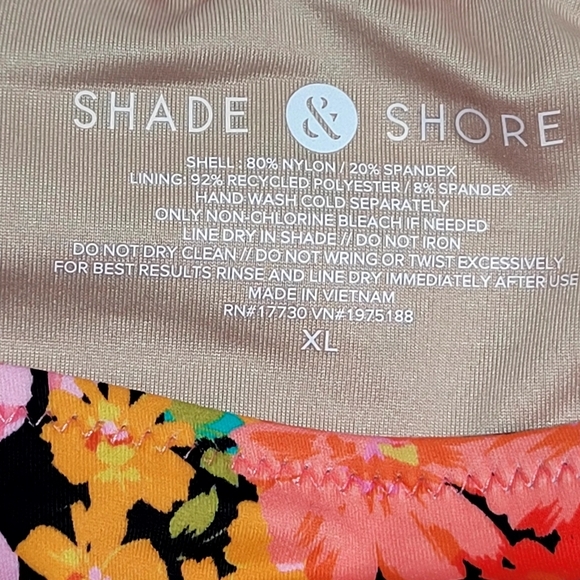 SHADE & SHORE
SHELL : 80% NYLON / 20% SPANDEX
LINING: 92% RECYCLED POLYESTER / 8% SPANDEX
HAND WASH COLD SEPARATELY
ONLY NON-CHLORINE BLEACH IF NEEDED
LINE DRY IN SHADE // DO NOT IRON
DO NOT DRY CLEAN // DO NOT WRING OR TWIST EXCESSIVELY
FOR BEST RESULTS RINSE AND LINE DRY IMMEDIATELY AFTER USE
MADE IN VIETNAM
RN#17730 VN#1975188
XL